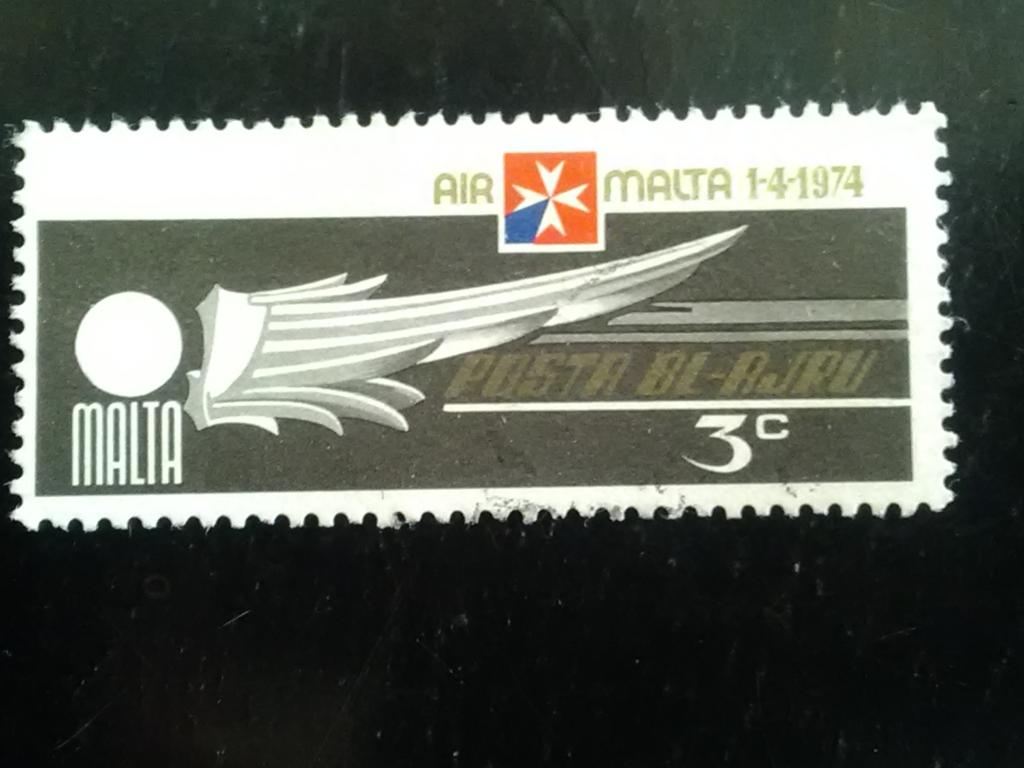 AIR MALTA 1-4-1974
POSTA BL-AJRU
3c
MALTA